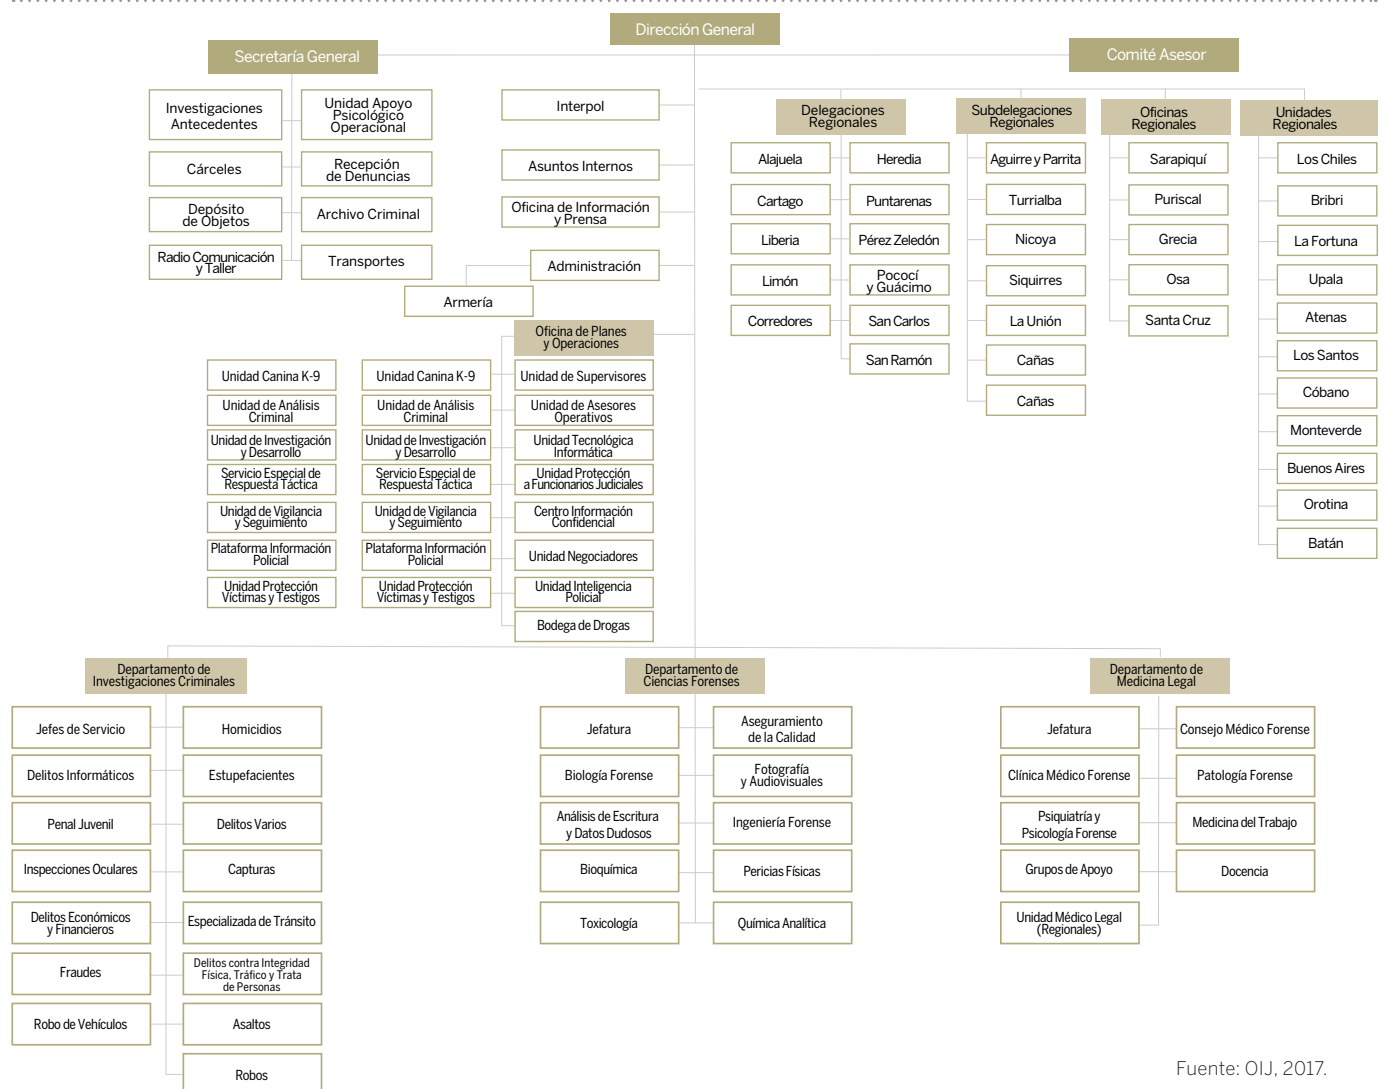 Dirección General
Secretaría General
Comité Asesor
Investigaciones
Antecedentes
Unidad Apoyo
Psicológico
Operacional
Cárceles
Recepción
de Denuncias
Depósito
de Objetos
Archivo Criminal
Radio Comunicación
y Taller
Transportes
Interpol
Asuntos Internos
Oficina de Información
y Prensa
Administración
Armería
Delegaciones
Regionales
Alajuela
Heredia
Cartago
Puntarenas
Liberia
Pérez Zeledón
Limón
Pococí
y Guácimo
Corredores
San Carlos
San Ramón
Subdelegaciones
Regionales
Aguirre y Parrita
Turrialba
Nicoya
Siquirres
La Unión
Cañas
Cañas
Oficinas
Regionales
Sarapiquí
Puriscal
Grecia
Osa
Santa Cruz
Unidades
Regionales
Los Chiles
Bribri
La Fortuna
Upala
Atenas
Los Santos
Cóbano
Monteverde
Buenos Aires
Orotina
Batán
Oficina de Planes
y Operaciones
Unidad Canina K-9
Unidad Canina K-9
Unidad de Supervisores
Unidad de Análisis
Criminal
Unidad de Análisis
Criminal
Unidad de Asesores
Operativos
Unidad de Investigación
y Desarrollo
Unidad de Investigación
y Desarrollo
Unidad Tecnológica
Informática
Servicio Especial de
Respuesta Táctica
Servicio Especial de
Respuesta Táctica
Unidad Protección
a Funcionarios Judiciales
Unidad de Vigilancia
y Seguimiento
Unidad de Vigilancia
y Seguimiento
Centro Información
Confidencial
Plataforma Información
Policial
Plataforma Información
Policial
Unidad Negociadores
Unidad Protección
Víctimas y Testigos
Unidad Protección
Víctimas y Testigos
Unidad Inteligencia
Policial
Bodega de Drogas
Departamento de
Investigaciones Criminales
Jefes de Servicio
Homicidios
Delitos Informáticos
Estupefacientes
Penal Juvenil
Delitos Varios
Inspecciones Oculares
Capturas
Delitos Económicos
y Financieros
Especializada de Tránsito
Fraudes
Delitos contra Integridad
Física, Tráfico y Trata
de Personas
Robo de Vehículos
Asaltos
Robos
Departamento de
Ciencias Forenses
Jefatura
Aseguramiento
de la Calidad
Biología Forense
Fotografía
y Audiovisuales
Análisis de Escritura
y Datos Dudosos
Ingeniería Forense
Bioquímica
Pericias Físicas
Toxicología
Química Analítica
Departamento de
Medicina Legal
Jefatura
Consejo Médico Forense
Clínica Médico Forense
Patología Forense
Psiquiatría y
Psicología Forense
Medicina del Trabajo
Grupos de Apoyo
Docencia
Unidad Médico Legal
(Regionales)
Fuente: OIJ, 2017.